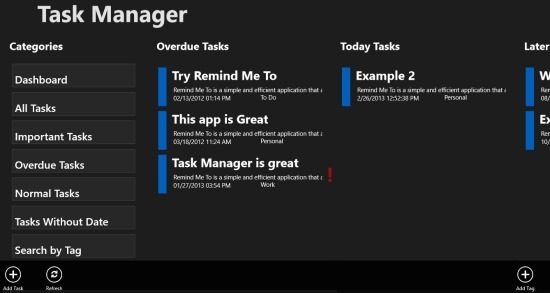 Task Manager
Categories
Dashboard
All Tasks
Important Tasks
Overdue Tasks
Normal Tasks
Tasks Without Date
Search by Tag
Overdue Tasks
Try Remind Me To
Remind Me To is a simple and efficient application that a
02/13/2012 01:14 PM To Do
This app is Great
Remind Me To is a simple and efficient application that a
03/18/2012 11:24 AM Personal
Task Manager is great
Remind Me To is a simple and efficient application that a
01/27/2013 03:54 PM Work
!
Today Tasks
Example 2
Remind Me To is a simple and efficient application that a
2/26/2013 12:52:38 PM Personal
Later
W
Re
08/
Ex
Re
10/
Add Task
Refresh
Add Tag